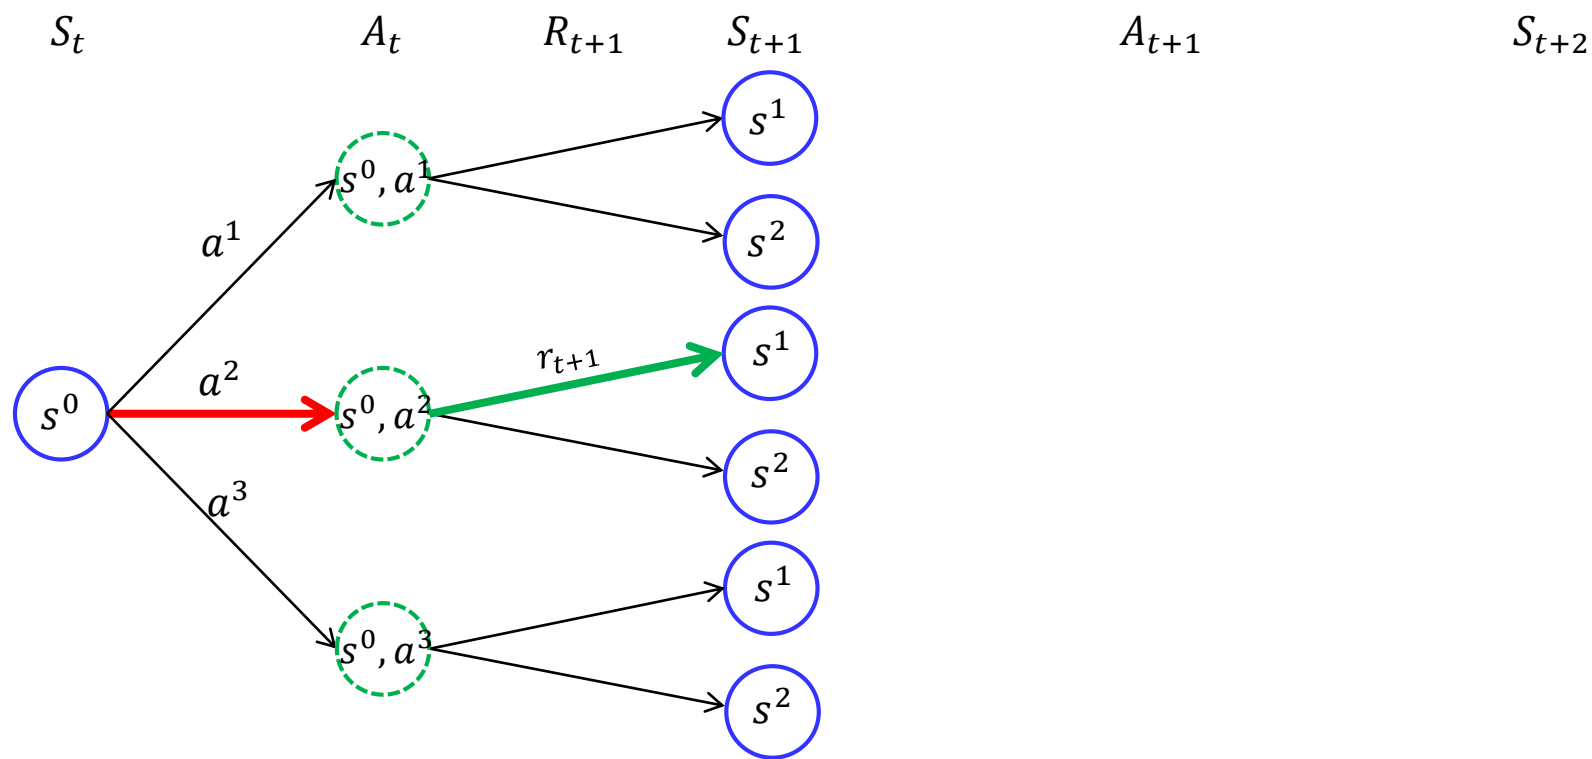 S_t A_t R_{t+1} S_{t+1} A_{t+1} S_{t+2}
s^1
s^0, a^1
a^1
s^2
r_{t+1} s^1
a^2
s^0 s^0, a^2
s^2
a^3
s^1
s^0, a^3
s^2